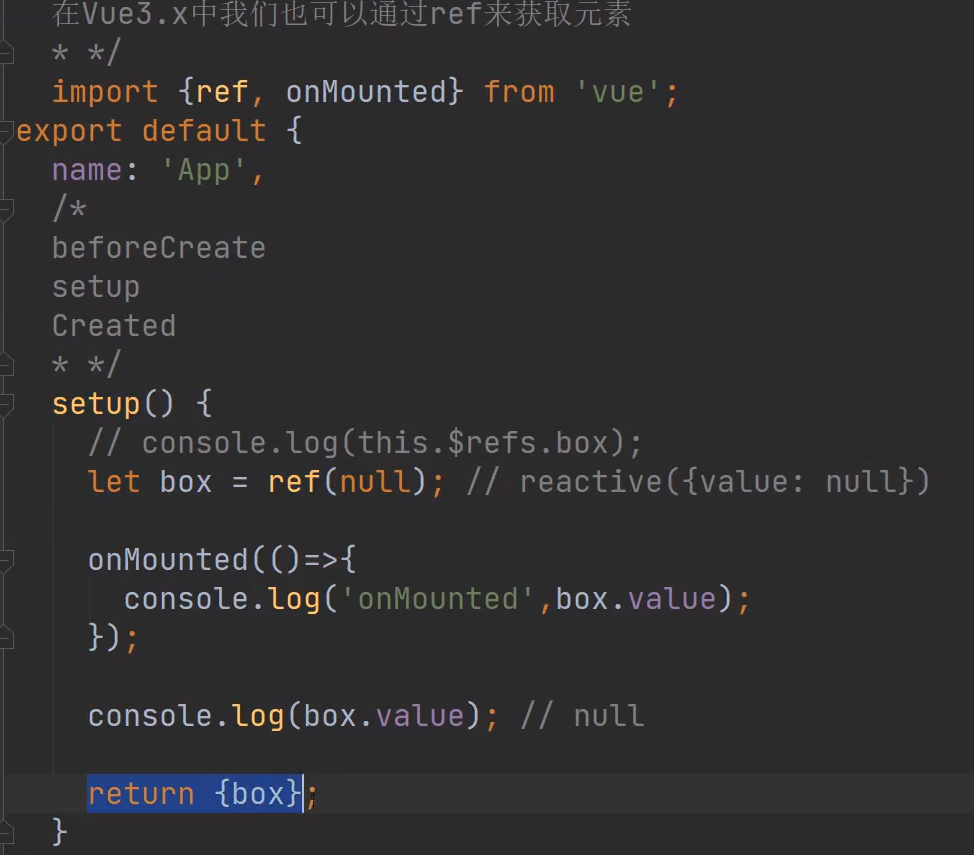 在Vue3.x中我们也可以通过ref来获取元素
* */
import {ref, onMounted} from 'vue';
export default {
name: 'App',
/*
beforeCreate
setup
Created
* */
setup() {
// console.log(this.$refs.box);
let box = ref(null); // reactive({value: null})
onMounted(()=>{
console.log('onMounted',box.value);
});
console.log(box.value); // null
return {box};
}